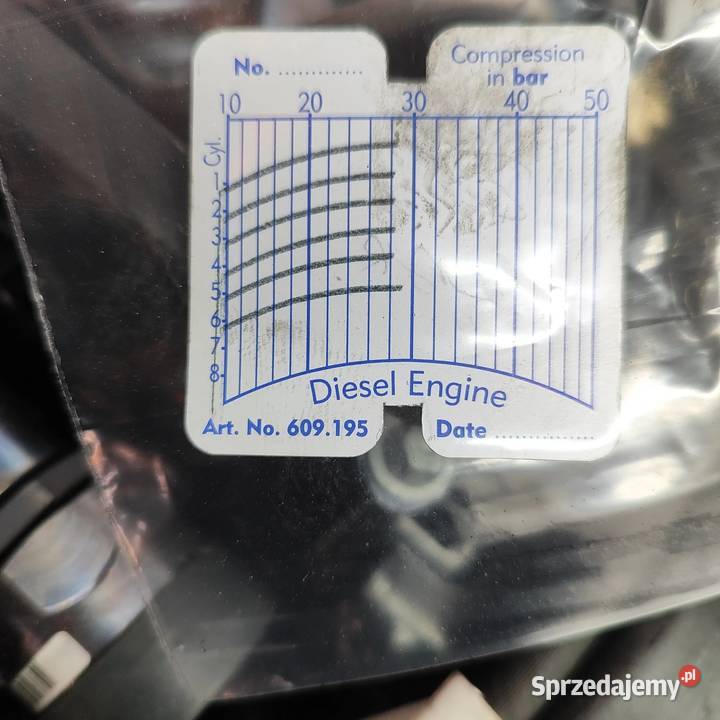 No. ..............
Compression
in bar
10 20 30 40 50
Cyl.
1
2
3
4
5
6
7
8
Diesel Engine
Art. No. 609.195
Date ................
Sprzedajemy.pl